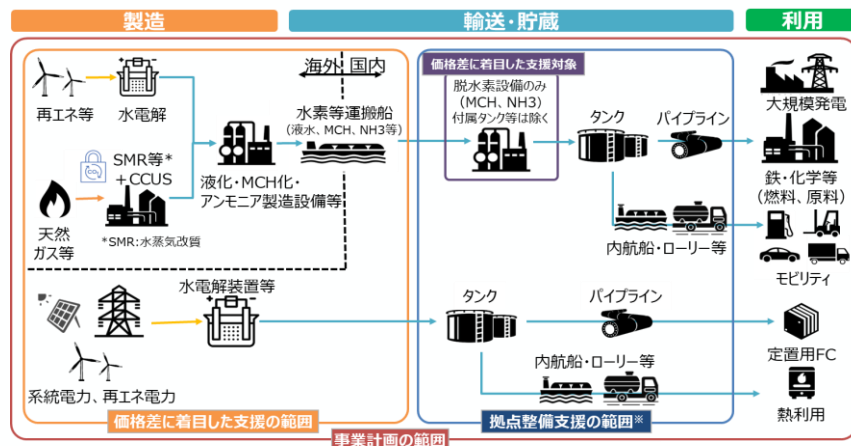 製造
輸送・貯蔵
利用
海外 国内
価格差に着目した支援対象
脱水素設備のみ
(MCH、NH3)
付属タンク等は除く
再エネ等
水電解
水素等運搬船
(液水、MCH、NH3等)
タンク
パイプライン
大規模発電
CO₂
SMR等*
+CCUS
液化・MCH化・
アンモニア製造設備等
鉄・化学等
(燃料、原料)
天然
ガス等
*SMR:水蒸気改質
内航船・ローリー等
モビリティ
水電解装置等
タンク
パイプライン
定置用FC
内航船・ローリー等
系統電力、再エネ電力
熱利用
価格差に着目した支援の範囲
拠点整備支援の範囲※
事業計画の範囲